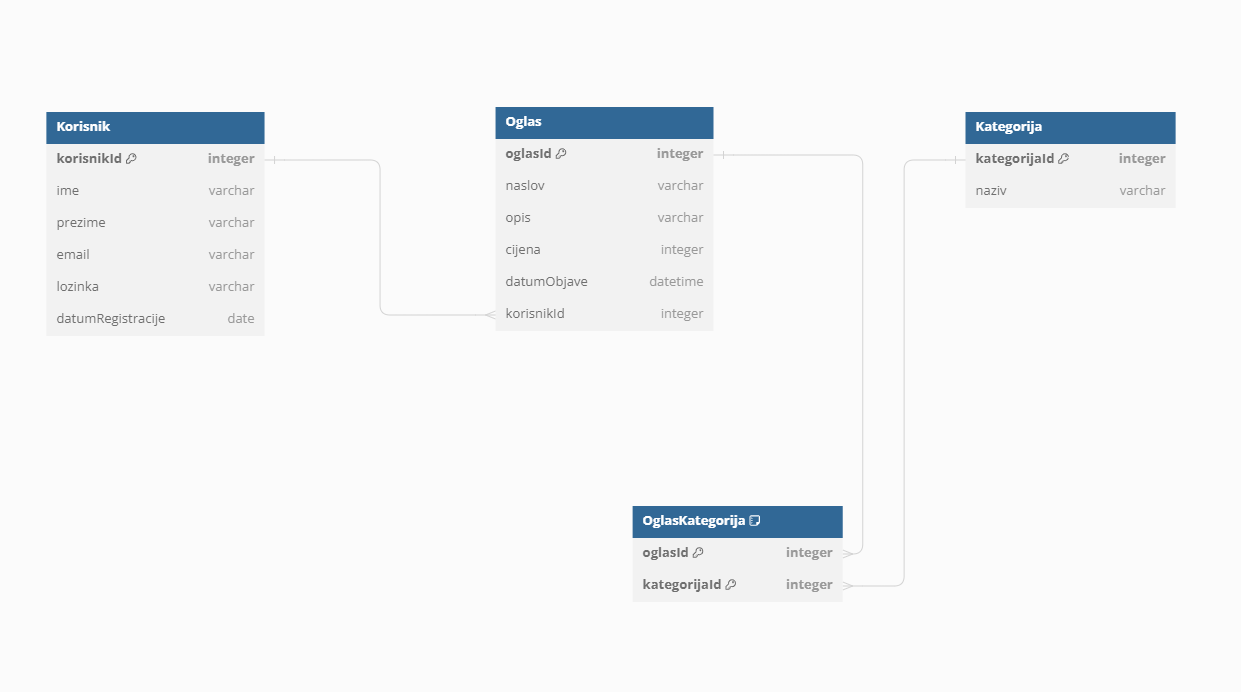 Korisnik
korisnikId integer
ime varchar
prezime varchar
email varchar
lozinka varchar
datumRegistracije date
Oglas
oglasId integer
naslov varchar
opis varchar
cijena integer
datumObjave datetime
korisnikId integer
Kategorija
kategorijaId integer
naziv varchar
OglasKategorija
oglasId integer
kategorijaId integer